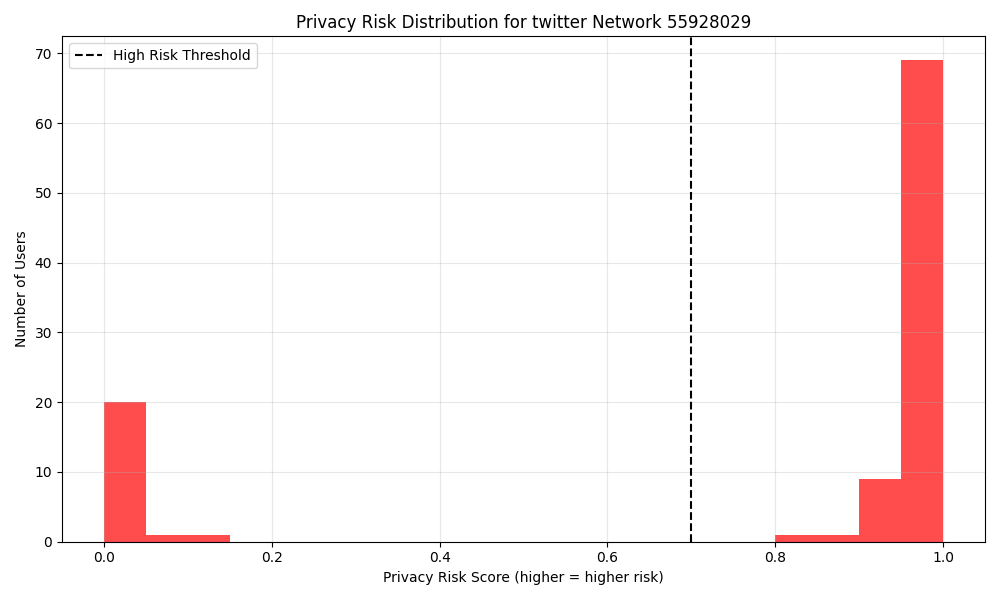 Privacy Risk Distribution for twitter Network 55928029
High Risk Threshold
Number of Users
70
60
50
40
30
20
10
0
0.0 0.2 0.4 0.6 0.8 1.0
Privacy Risk Score (higher = higher risk)